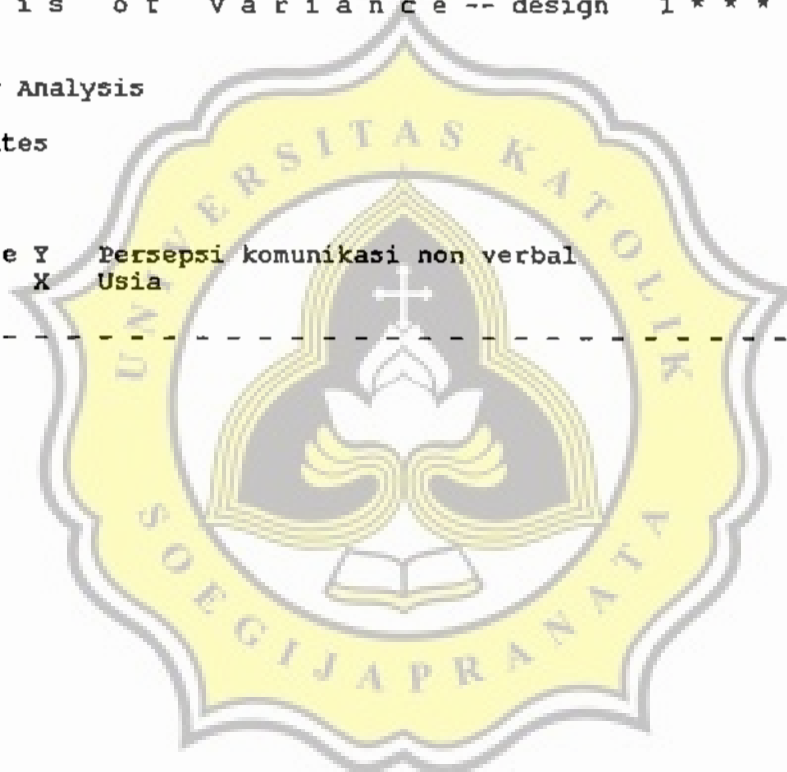 i s o f V a r i a n c e -- design 1 * * *
Analysis
tes
e Y Persepsi komunikasi non verbal
X Usia
- - - - - - - - - - - - - - - - - - - - - - - - - - - -
UNIVERSITAS KATOLIK
SOEGIJAPRANATA